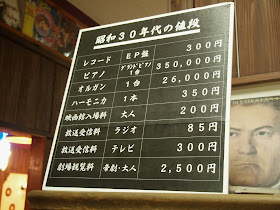 昭和30年代の値段
レコード EP盤 300円
ピアノ グランド・ピアノ1台 350,000円
オルガン 1台 26,000円
ハーモニカ 1本 350円
映画館入場料 大人 200円
放送受信料 ラジオ 85円
放送受信料 テレビ 300円
劇場観覧料 帝劇・大人 2,500円